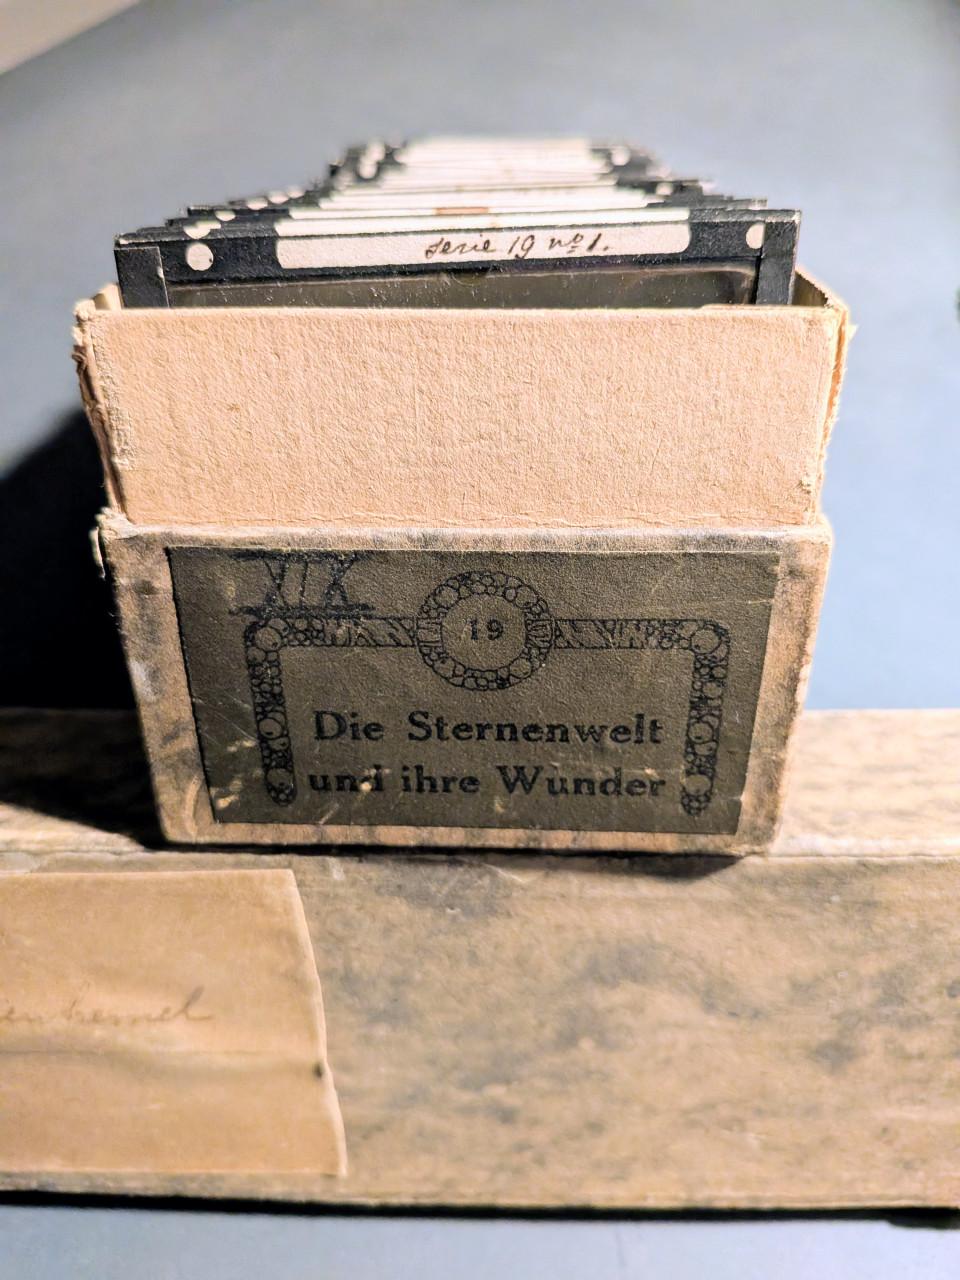 Serie 19 nº 1.
XIX
19
Die Sternenwelt
und ihre Wunder